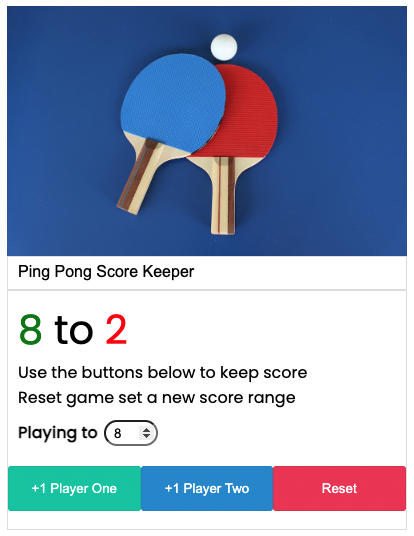 Ping Pong Score Keeper
8 to 2
Use the buttons below to keep score
Reset game set a new score range
Playing to 8
+1 Player One +1 Player Two Reset